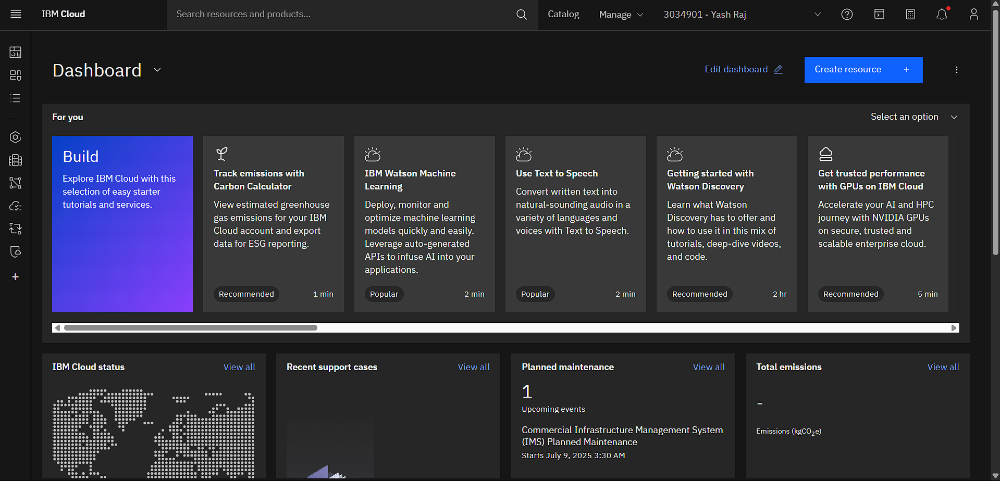 IBM Cloud
Search resources and products...
Catalog
Manage
3034901 - Yash Raj
Dashboard
Edit dashboard
Create resource
For you
Select an option
Build
Explore IBM Cloud with this
selection of easy starter
tutorials and services.
Track emissions with
Carbon Calculator
View estimated greenhouse
gas emissions for your IBM
Cloud account and export
data for ESG reporting.
Recommended
1 min
IBM Watson Machine
Learning
Deploy, monitor and
optimize machine learning
models quickly and easily.
Leverage auto-generated
APIs to infuse AI into your
applications.
Popular
2 min
Use Text to Speech
Convert written text into
natural-sounding audio in a
variety of languages and
voices with Text to Speech.
Popular
2 min
Getting started with
Watson Discovery
Learn what Watson
Discovery has to offer and
how to use it in this mix of
tutorials, deep-dive videos,
and code.
Recommended
2 hr
Get trusted performance
with GPUs on IBM Cloud
Accelerate your AI and HPC
journey with NVIDIA GPUs
on secure, trusted and
scalable enterprise cloud.
Recommended
5 min
IBM Cloud status
View all
Recent support cases
View all
Planned maintenance
View all
1
Upcoming events
Commercial Infrastructure Management System
(IMS) Planned Maintenance
Starts July 9, 2025 3:30 AM
Total emissions
View all
-
Emissions (kgCO2e)